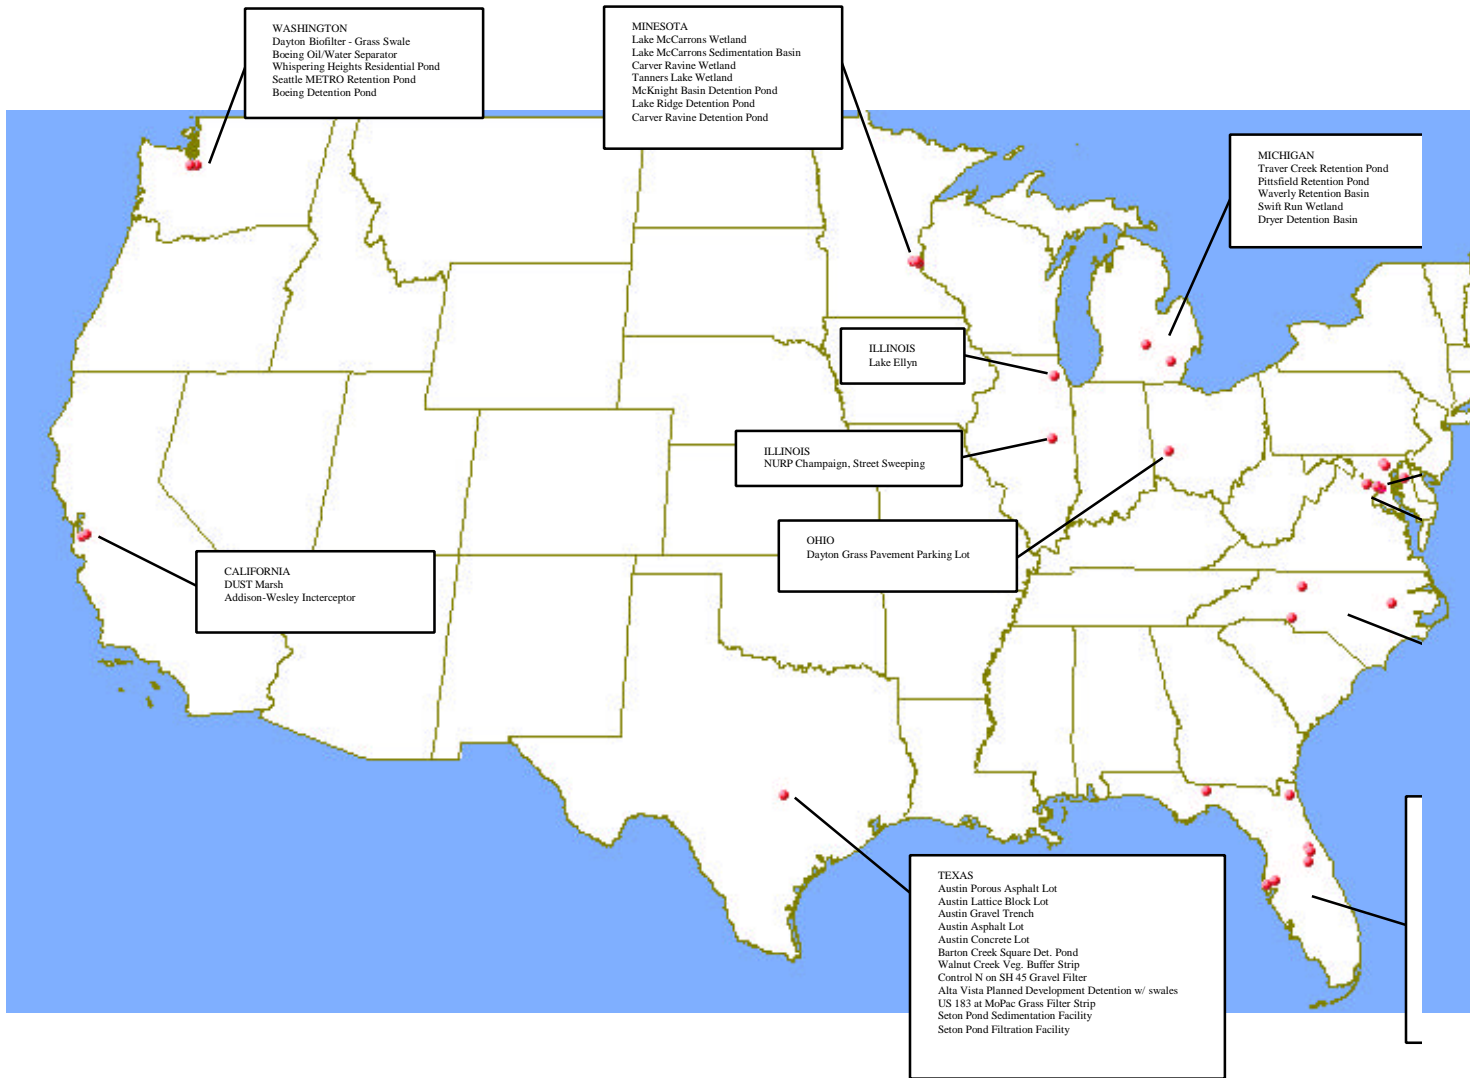 WASHINGTON
Dayton Biofilter - Grass Swale
Boeing Oil/Water Separator
Whispering Heights Residential Pond
Seattle METRO Retention Pond
Boeing Detention Pond
MINESOTA
Lake McCarrons Wetland
Lake McCarrons Sedimentation Basin
Carver Ravine Wetland
Tanners Lake Wetland
McKnight Basin Detention Pond
Lake Ridge Detention Pond
Carver Ravine Detention Pond
MICHIGAN
Traver Creek Retention Pond
Pittsfield Retention Pond
Waverly Retention Basin
Swift Run Wetland
Dryer Detention Basin
ILLINOIS
Lake Ellyn
ILLINOIS
NURP Champaign, Street Sweeping
OHIO
Dayton Grass Pavement Parking Lot
CALIFORNIA
DUST Marsh
Addison-Wesley Incterceptor
TEXAS
Austin Porous Asphalt Lot
Austin Lattice Block Lot
Austin Gravel Trench
Austin Asphalt Lot
Austin Concrete Lot
Barton Creek Square Det. Pond
Walnut Creek Veg. Buffer Strip
Control N on SH 45 Gravel Filter
Alta Vista Planned Development Detention w/ swales
US 183 at MoPac Grass Filter Strip
Seton Pond Sedimentation Facility
Seton Pond Filtration Facility